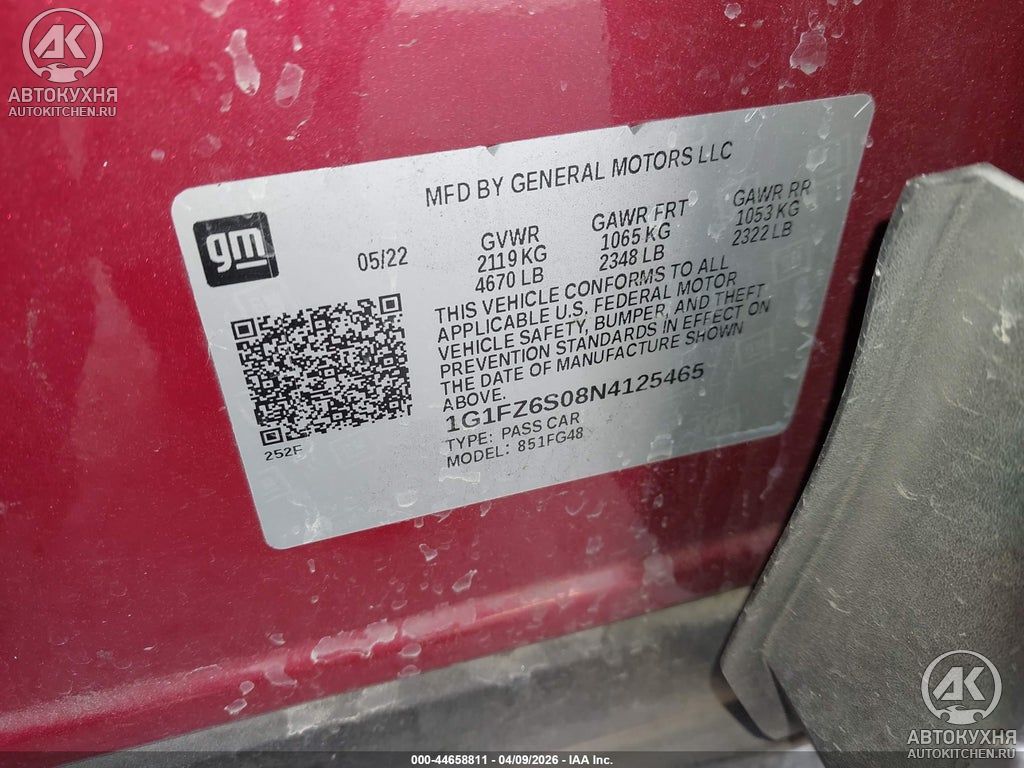 АВТОКУХНЯ
AUTOKITCHEN.RU
MFD BY GENERAL MOTORS LLC
gm
05/22
GVWR
2119 KG
4670 LB
GAWR FRT
1065 KG
2348 LB
GAWR RR
1053 KG
2322 LB
THIS VEHICLE CONFORMS TO ALL
APPLICABLE U.S. FEDERAL MOTOR
VEHICLE SAFETY, BUMPER, AND THEFT
PREVENTION STANDARDS IN EFFECT ON
THE DATE OF MANUFACTURE SHOWN
ABOVE.
1G1FZ6S08N4125465
TYPE: PASS CAR
MODEL: 851FG48
252F
АК
АВТОКУХНЯ
AUTOKITCHEN.RU
000-44658811 - 04/09/2026 - IAA Inc.